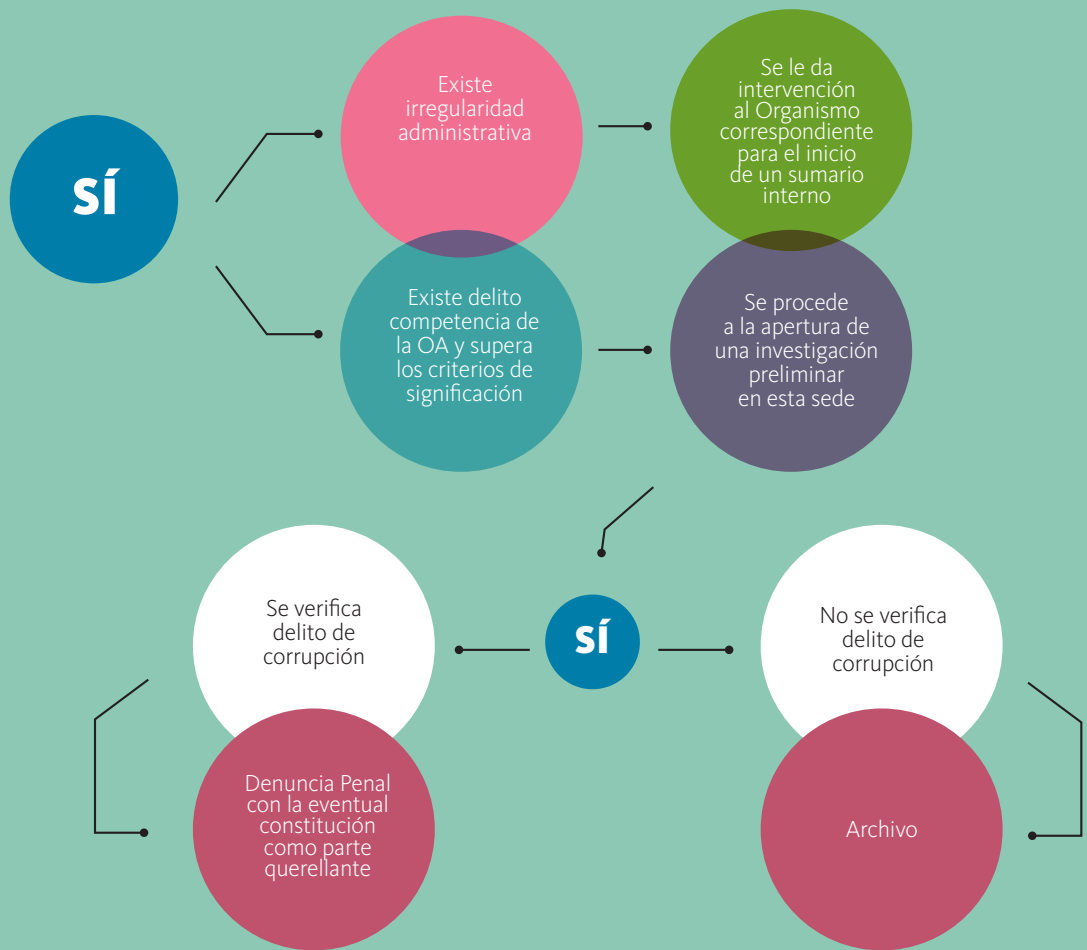 SÍ
Existe
irregularidad
administrativa
Se le da
intervención
al Organismo
correspondiente
para el inicio
de un sumario
interno
Existe delito
competencia de
la OA y supera
los criterios de
significación
Se procede
a la apertura de
una investigación
preliminar
en esta sede
Se verifica
delito de
corrupción
SÍ
No se verifica
delito de
corrupción
Denuncia Penal
con la eventual
constitución
como parte
querellante
Archivo